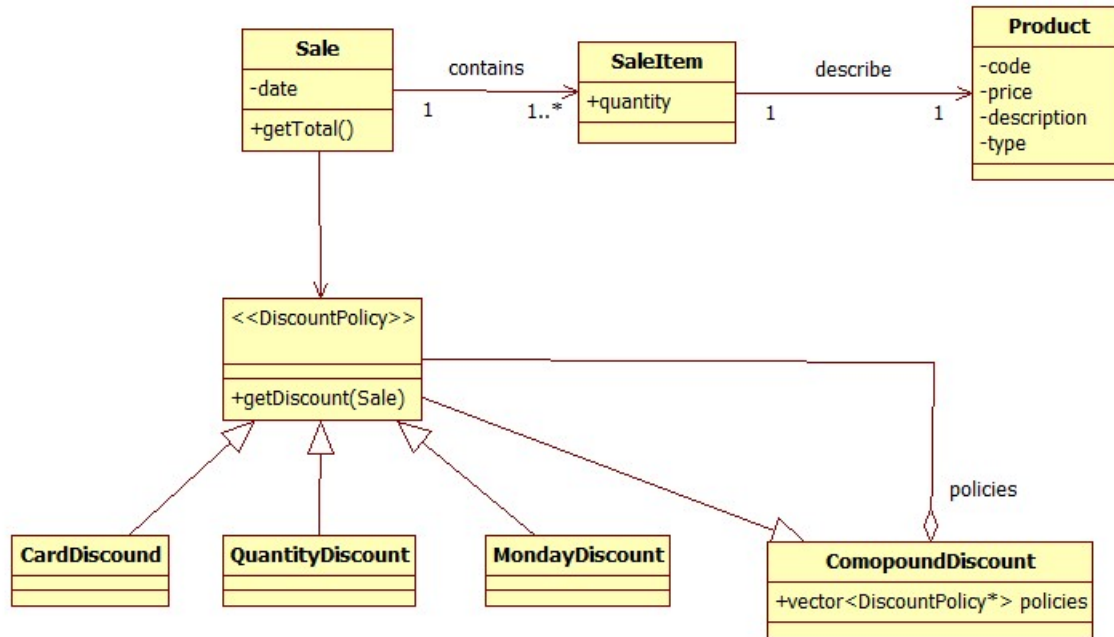 Sale
-date
+getTotal()
contains
1
1..*
SaleItem
+quantity
describe
1
1
Product
-code
-price
-description
-type
<<DiscountPolicy>>
+getDiscount(Sale)
policies
CardDiscound
QuantityDiscount
MondayDiscount
ComopoundDiscount
+vector<DiscountPolicy*> policies